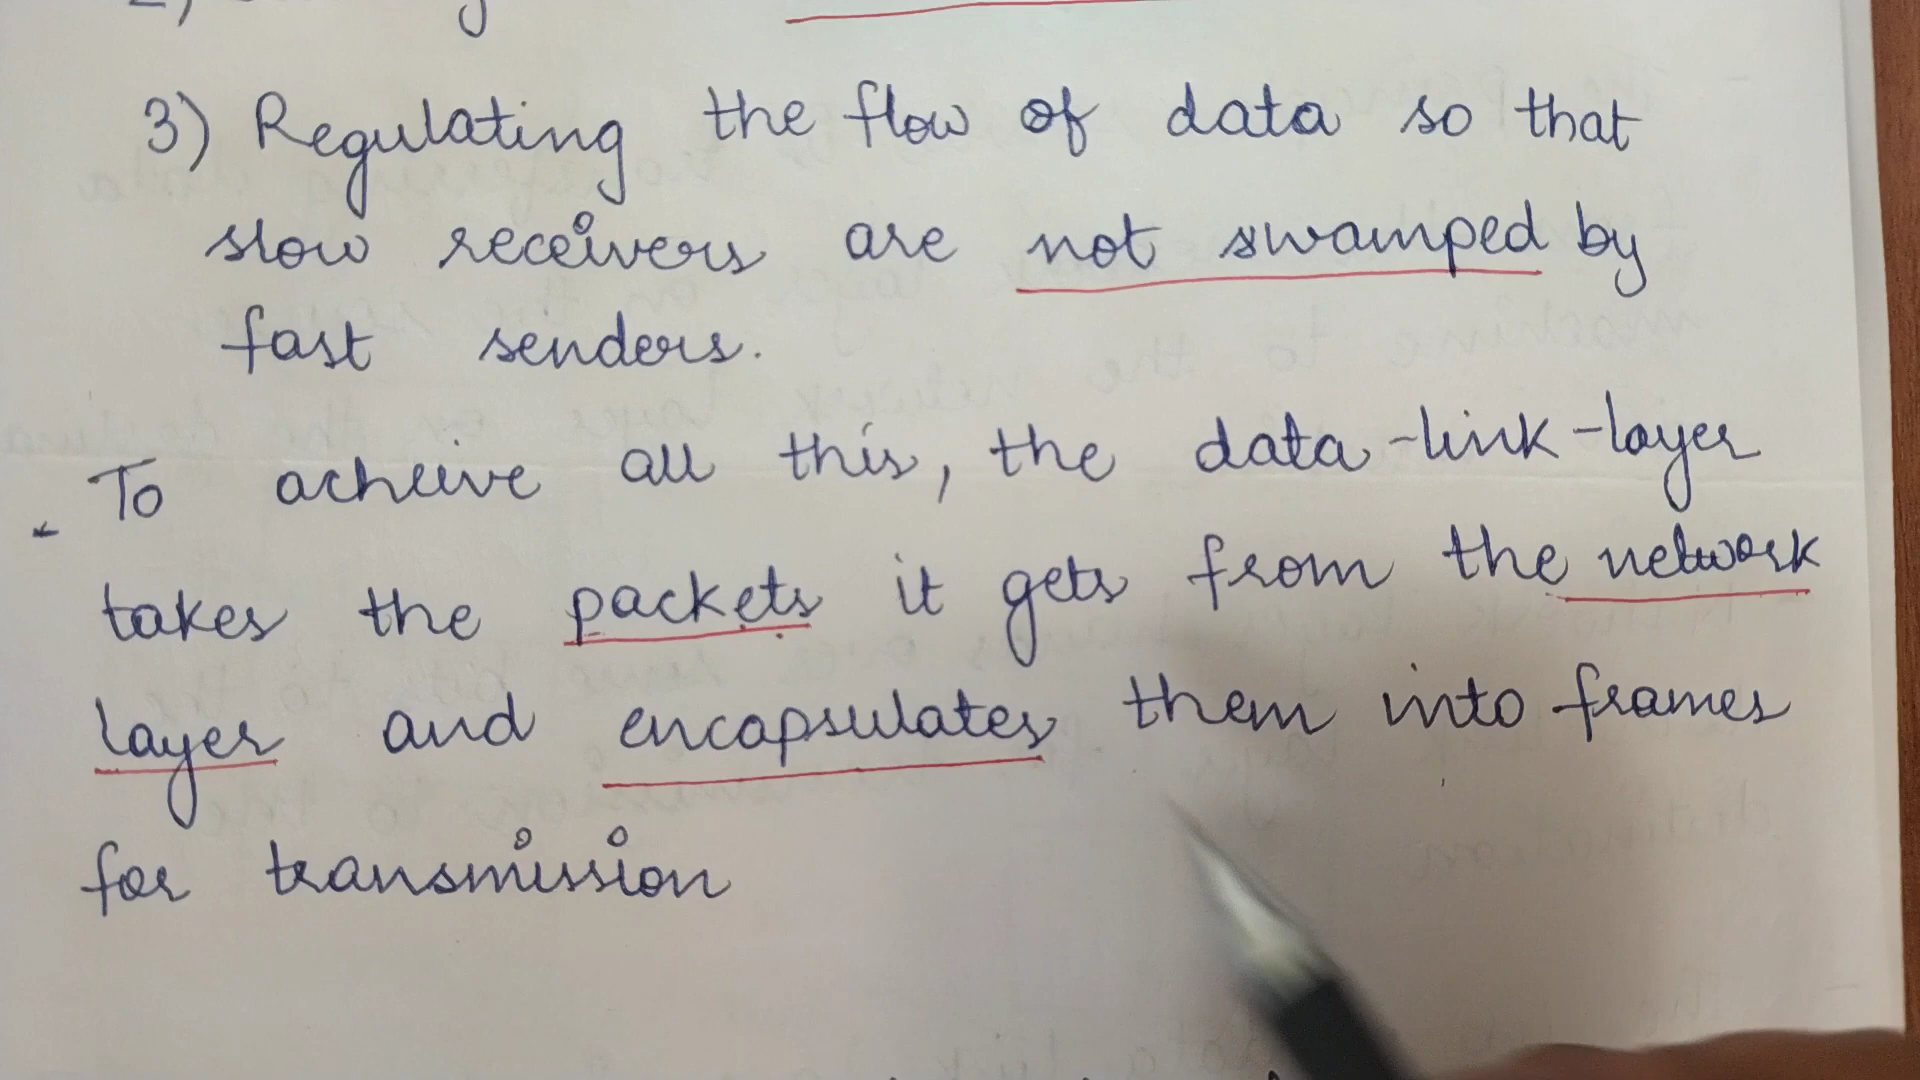 3) Regulating the flow of data so that
slow receivers are not swamped by
fast senders.
To acheive all this, the data-link-layer
takes the packets it gets from the network
layer and encapsulates them into frames
for transmission